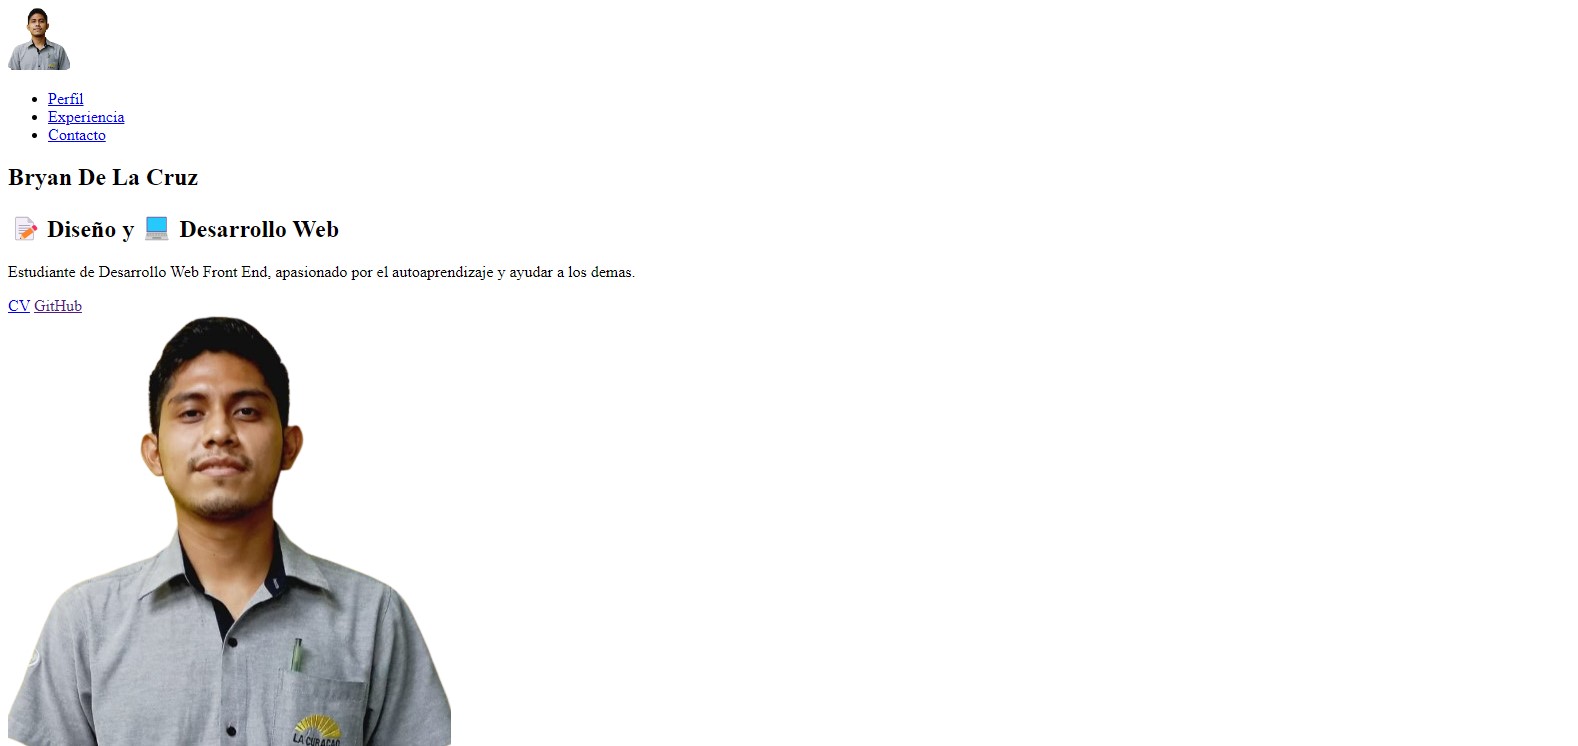 Perfil
Experiencia
Contacto
Bryan De La Cruz
📝 Diseño y 💻 Desarrollo Web
Estudiante de Desarrollo Web Front End, apasionado por el autoaprendizaje y ayudar a los demas.
CV GitHub
LA CURACAO